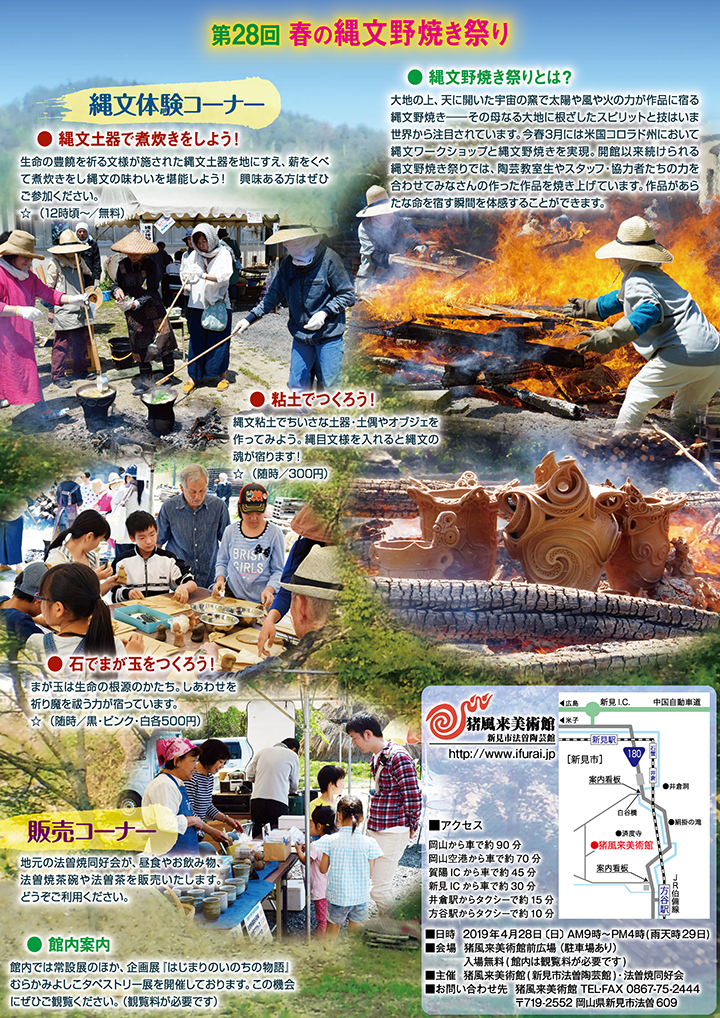 第28回 春の縄文野焼き祭り
縄文体験コーナー
● 縄文土器で煮炊きをしよう！
生命の豊饒を祈る文様が施された縄文土器を地にすえ、薪をくべ
て煮炊きをし縄文の味わいを堪能しよう！　興味ある方はぜひ
ご参加ください。
☆（12時頃～／無料）
● 縄文野焼き祭りとは？
大地の上、天に開いた宇宙の窯で太陽や風や火の力が作品に宿る
縄文野焼き――その母なる大地に根ざしたスピリットと技はいま
世界から注目されています。今春3月には米国コロラド州において
縄文ワークショップと縄文野焼きを実現。開館以来続けられる
縄文野焼き祭りでは、陶芸教室生やスタッフ・協力者たちの力を
合わせてみなさんの作った作品を焼き上げています。作品があら
たな命を宿す瞬間を体感することができます。
● 粘土でつくろう！
縄文粘土でちいさな土器・土偶やオブジェを
作ってみよう。縄目文様を入れると縄文の
魂が宿ります！
☆（随時／300円）
● 石でまが玉をつくろう！
まが玉は生命の根源のかたち。しあわせを
祈り魔を祓う力が宿っています。
☆（随時／黒・ピンク・白各500円）
販売コーナー
地元の法曽焼同好会が、昼食やお飲み物、
法曽焼茶碗や法曽茶を販売いたします。
どうぞご利用ください。
● 館内案内
館内では常設展のほか、企画展『はじまりのいのちの物語』
むらかみよしこタペストリー展を開催しております。この機会
にぜひご観覧ください。（観覧料が必要です）
猪風来美術館
新見市法曽陶芸館
http://www.ifurai.jp
■アクセス
岡山から車で約90分
岡山空港から車で約70分
賀陽ICから車で約45分
新見ICから車で約30分
井倉駅からタクシーで約15分
方谷駅からタクシーで約10分
◀広島
新見I.C.
中国自動車道
◀米子
新見駅
180
石蟹
井倉
［新見市］
案内看板
●井倉洞
白谷橋
●絹掛の滝
●済度寺
●猪風来美術館
案内看板
方谷駅
JR伯備線
■日時　2019年4月28日（日）AM9時～PM4時（雨天時29日）
■会場　猪風来美術館前広場（駐車場あり）
入場無料（館内は観覧料が必要です）
■主催　猪風来美術館（新見市法曽陶芸館）・法曽焼同好会
■お問い合わせ先　猪風来美術館 TEL・FAX 0867-75-2444
〒719-2552 岡山県新見市法曽609